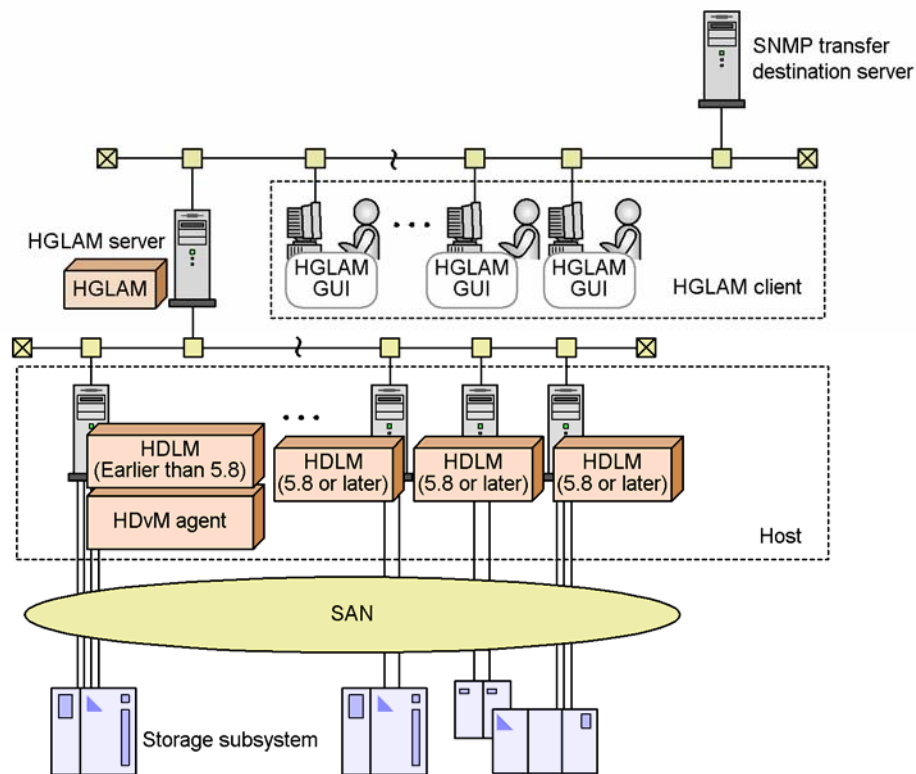 SNMP transfer
destination server
HGLAM server
HGLAM
HGLAM
GUI
HGLAM
GUI
HGLAM
GUI
HGLAM client
HDLM
(Earlier than 5.8)
HDvM agent
HDLM
(5.8 or later)
HDLM
(5.8 or later)
HDLM
(5.8 or later)
Host
SAN
Storage subsystem